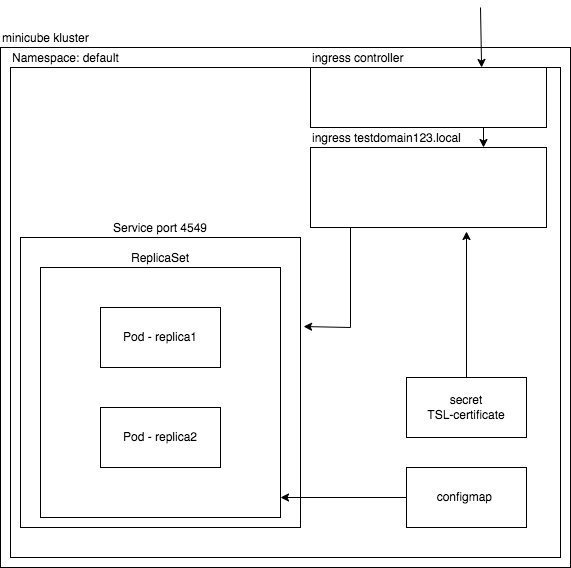 minicube kluster
Namespace: default
ingress controller
ingress testdomain123.local
Service port 4549
ReplicaSet
Pod - replica1
Pod - replica2
secret
TSL-certificate
configmap